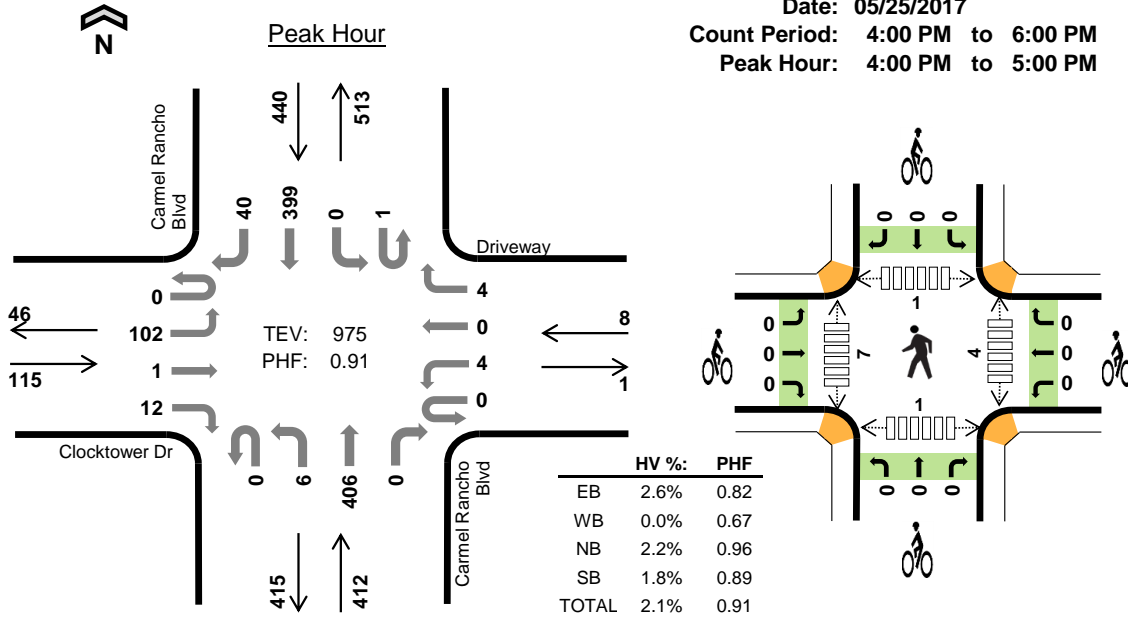 N
Peak Hour
Date: 05/25/2017
Count Period: 4:00 PM to 6:00 PM
Peak Hour: 4:00 PM to 5:00 PM
440
513
Carmel Rancho
Blvd
40
399
0
1
Driveway
0
102
1
12
46
115
TEV: 975
PHF: 0.91
4
0
4
0
8
1
Clocktower Dr
0
6
406
0
Carmel Rancho
Blvd
415
412
HV %: PHF
EB 2.6% 0.82
WB 0.0% 0.67
NB 2.2% 0.96
SB 1.8% 0.89
TOTAL 2.1% 0.91
0 0 0
1
0
0
0
7
4
0
0
0
1
0 0 0